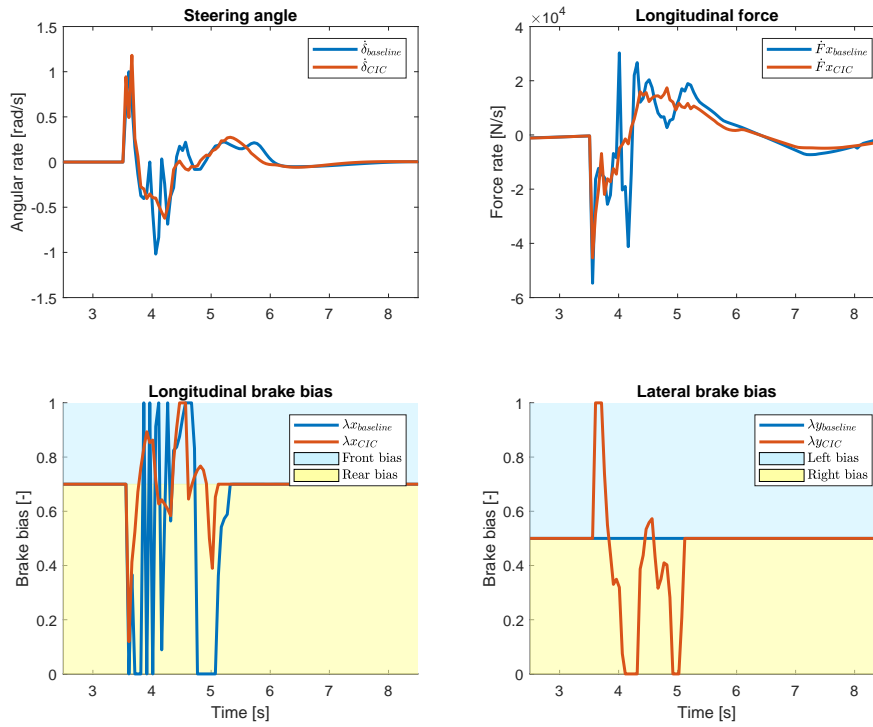 Steering angle
1.5
1
0.5
0
-0.5
-1
-1.5
3 4 5 6 7 8
Angular rate [rad/s]
δ̇baseline
δ̇CIC
Longitudinal force
×10⁴
4
2
0
-2
-4
-6
3 4 5 6 7 8
Force rate [N/s]
Ḟxbaseline
ḞxCIC
Longitudinal brake bias
1
0.8
0.6
0.4
0.2
0
3 4 5 6 7 8
Brake bias [-]
Time [s]
λxbaseline
λxCIC
Front bias
Rear bias
Lateral brake bias
1
0.8
0.6
0.4
0.2
0
3 4 5 6 7 8
Brake bias [-]
Time [s]
λybaseline
λyCIC
Left bias
Right bias